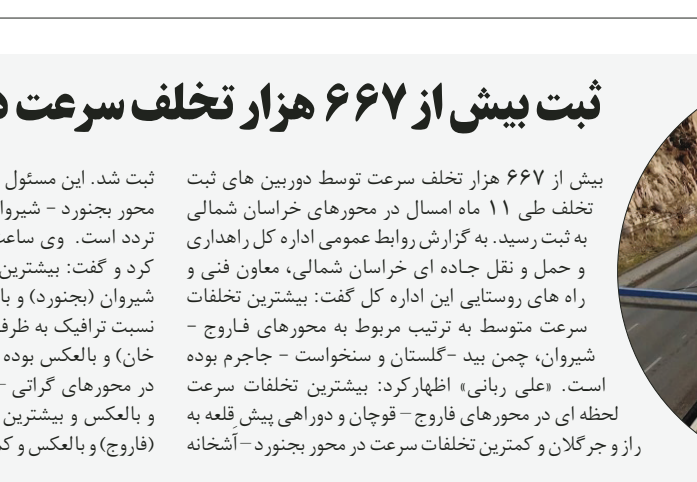 ثبت بیش از ۶۶۷ هزار تخلف سرعت د
بیش از ۶۶۷ هزار تخلف سرعت توسط دوربین های ثبت
تخلف طی ۱۱ ماه امسال در محورهای خراسان شمالی
به ثبت رسید. به گزارش روابط عمومی اداره کل راهداری
و حمل و نقل جاده ای خراسان شمالی، معاون فنی و
راه های روستایی این اداره کل گفت: بیشترین تخلفات
سرعت متوسط به ترتیب مربوط به محورهای فاروج –
شیروان، چمن بید –گلستان و سنخواست – جاجرم بوده
است. «علی ربانی» اظهارکرد: بیشترین تخلفات سرعت
لحظه ای در محورهای فاروج– قوچان و دوراهی پیش قلعه به
راز و جرگلان و کمترین تخلفات سرعت در محور بجنورد–آشخانه
ثبت شد. این مسئول
محور بجنورد – شیروا
تردد است. وی ساعت
کرد و گفت: بیشترین
شیروان (بجنورد) و با
نسبت ترافیک به ظرف
خان) و بالعکس بوده
در محورهای گراتی –
و بالعکس و بیشترین
(فاروج) و بالعکس و ک